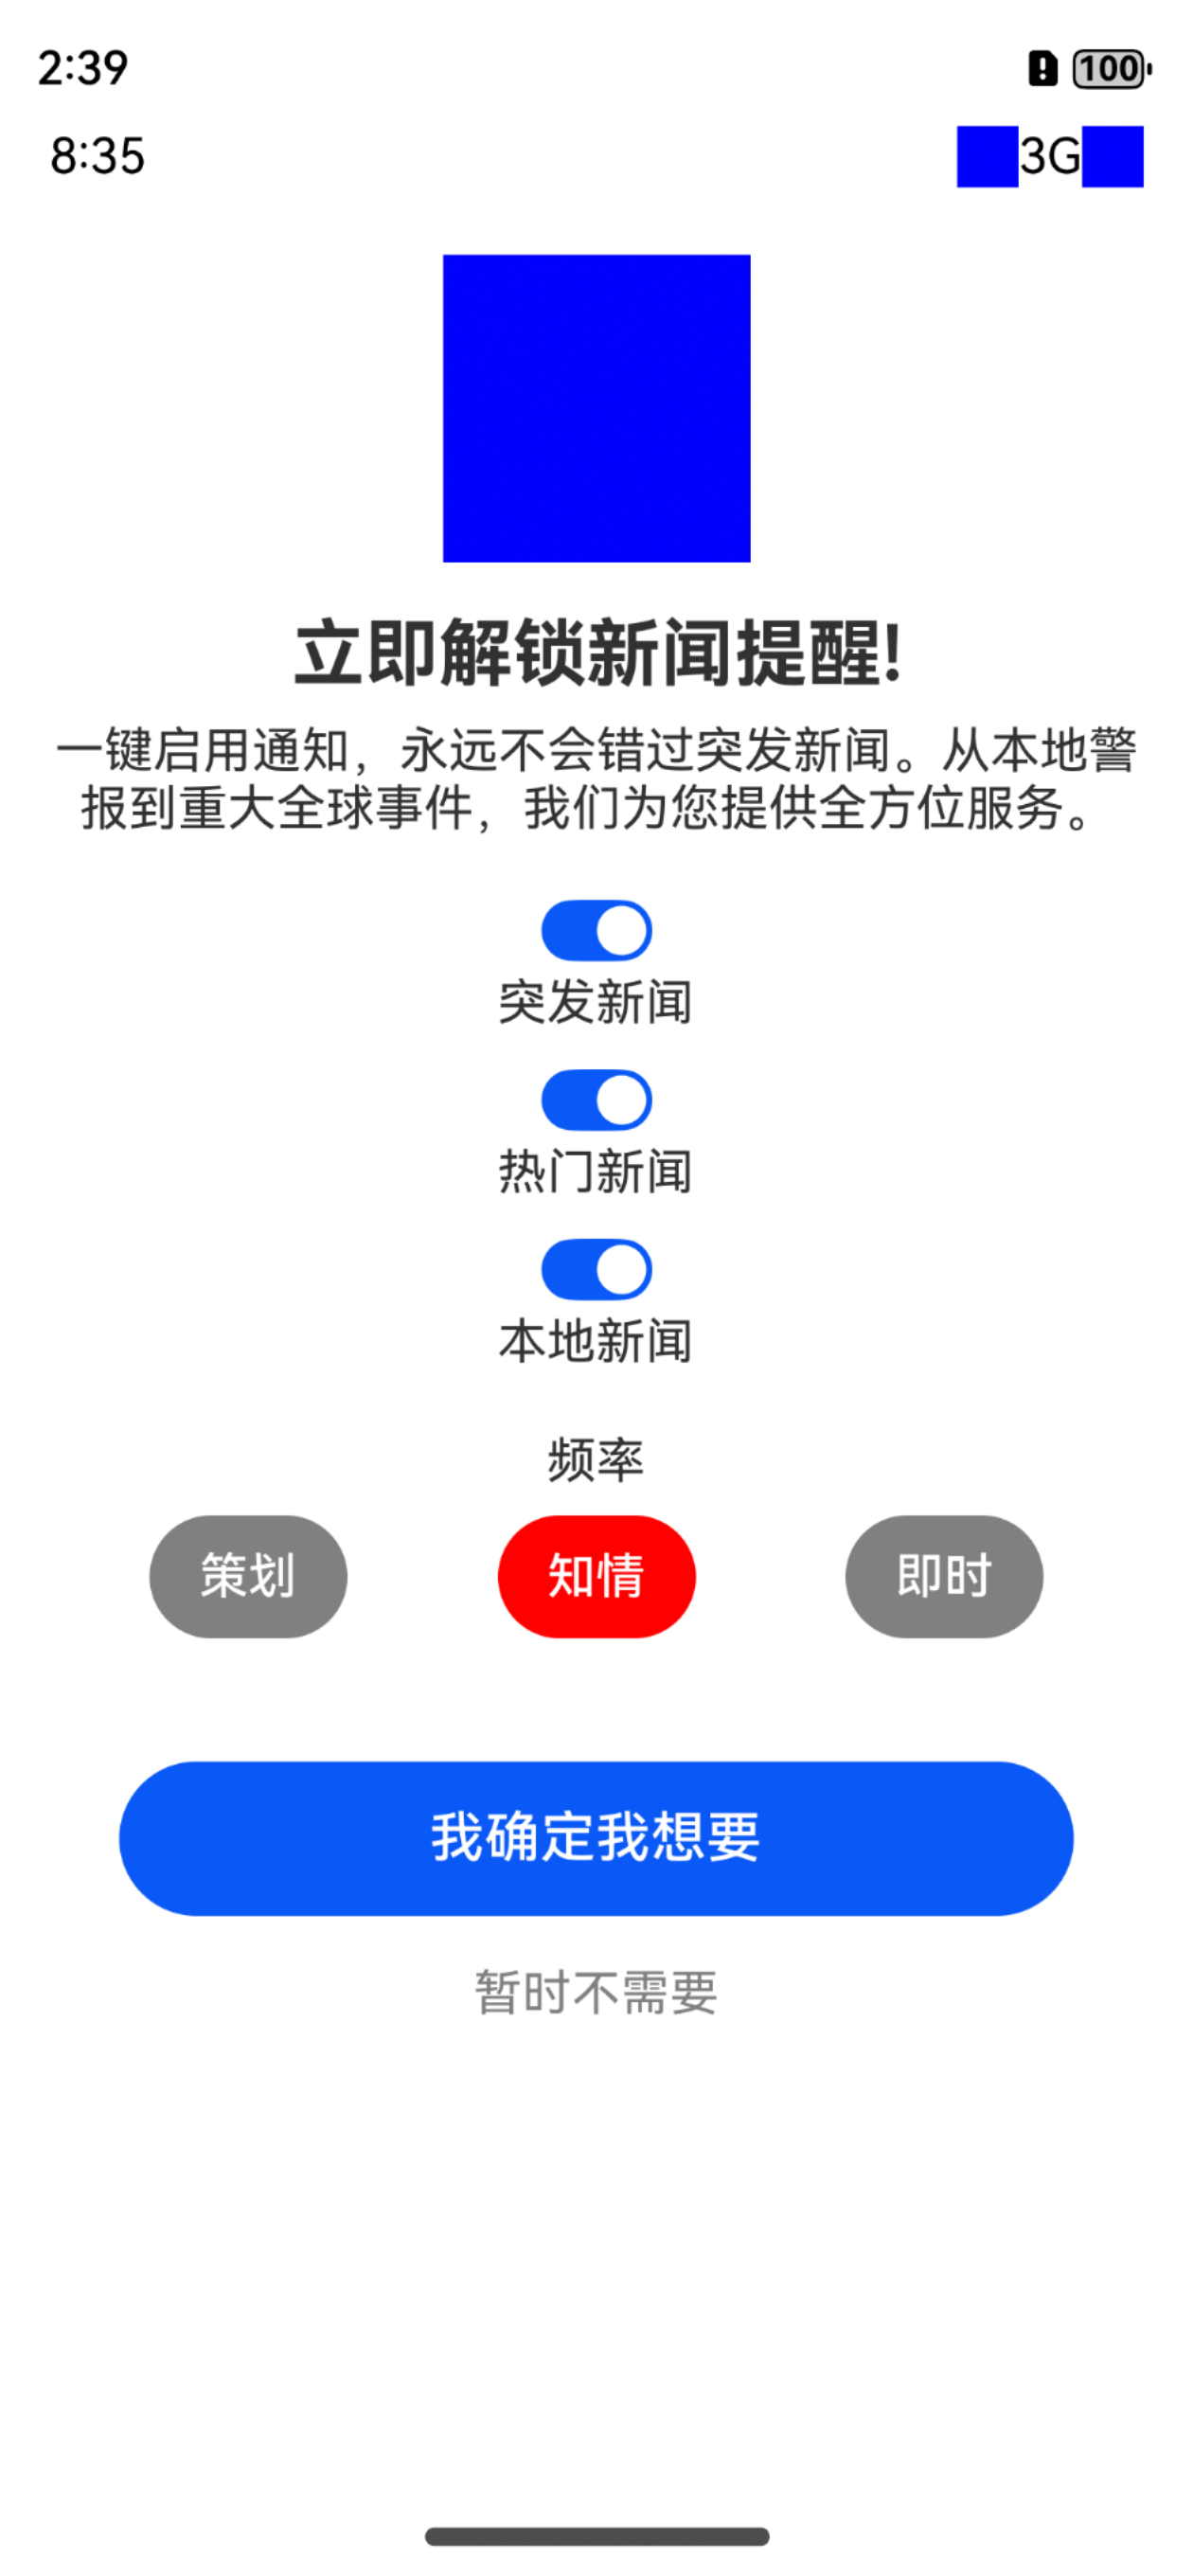 2:39
100
8:35
3G
立即解锁新闻提醒!
一键启用通知，永远不会错过突发新闻。从本地警
报到重大全球事件，我们为您提供全方位服务。
突发新闻
热门新闻
本地新闻
频率
策划
知情
即时
我确定我想要
暂时不需要